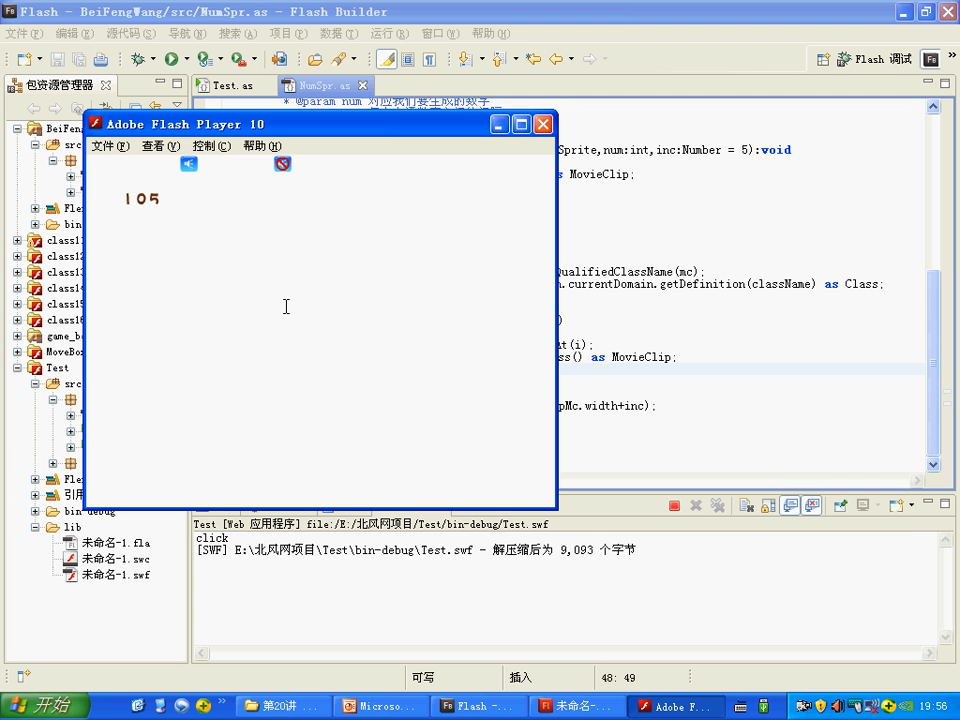 Flash - BeiFengWang/src/NumSpr.as - Flash Builder
文件(F) 编辑(E) 源代码(S) 导航(N) 搜索(A) 项目(P) 数据(T) 运行(R) 窗口(W) 帮助(H)
Flash 调试
包资源管理器
Test.as
NumSpr.as
* @param num 对应我们要生成的数字
Sprite,num:int,inc:Number = 5):void
MovieClip;
QualifiedClassName(mc);
.currentDomain.getDefinition(className) as Class;
)
t(i);
ss() as MovieClip;
pMc.width+inc);
Adobe Flash Player 10
文件(F) 查看(V) 控制(C) 帮助(H)
105
BeiFeng
src
Fle
bin
class11
class12
class13
class14
class15
class16
game_b
MoveBox
Test
src
Fle
引用
bin-debug
lib
未命名-1.fla
未命名-1.swc
未命名-1.swf
Test [Web 应用程序] file:/E:/北风网项目/Test/bin-debug/Test.swf
click
[SWF] E:\北风网项目\Test\bin-debug\Test.swf - 解压缩后为 9,093 个字节
可写
插入
48: 49
开始
第20讲 ...
Microso...
Flash -...
未命名-...
Adobe F...
19:56